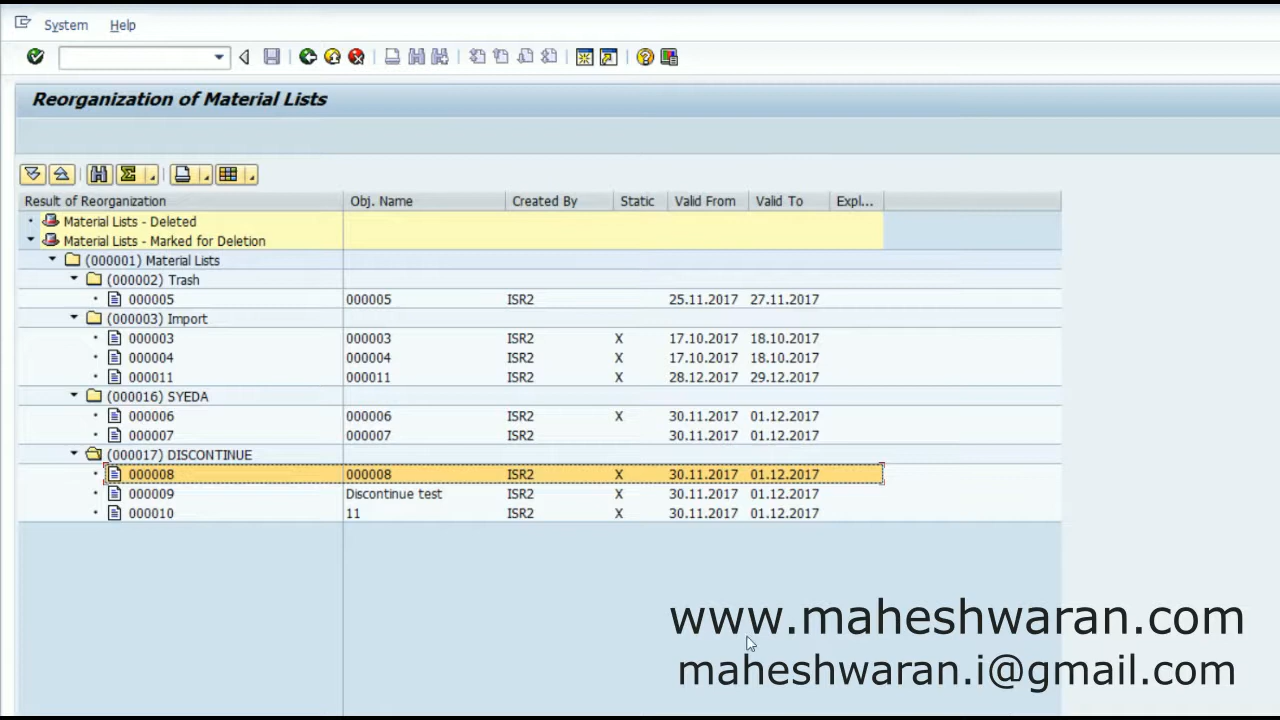 System Help
Reorganization of Material Lists
Result of Reorganization Obj. Name Created By Static Valid From Valid To Expl...
Material Lists - Deleted
Material Lists - Marked for Deletion
(000001) Material Lists
(000002) Trash
000005 000005 ISR2 25.11.2017 27.11.2017
(000003) Import
000003 000003 ISR2 X 17.10.2017 18.10.2017
000004 000004 ISR2 X 17.10.2017 18.10.2017
000011 000011 ISR2 X 28.12.2017 29.12.2017
(000016) SYEDA
000006 000006 ISR2 X 30.11.2017 01.12.2017
000007 000007 ISR2 30.11.2017 01.12.2017
(000017) DISCONTINUE
000008 000008 ISR2 X 30.11.2017 01.12.2017
000009 Discontinue test ISR2 X 30.11.2017 01.12.2017
000010 11 ISR2 X 30.11.2017 01.12.2017
www.maheshwaran.com
maheshwaran.i@gmail.com